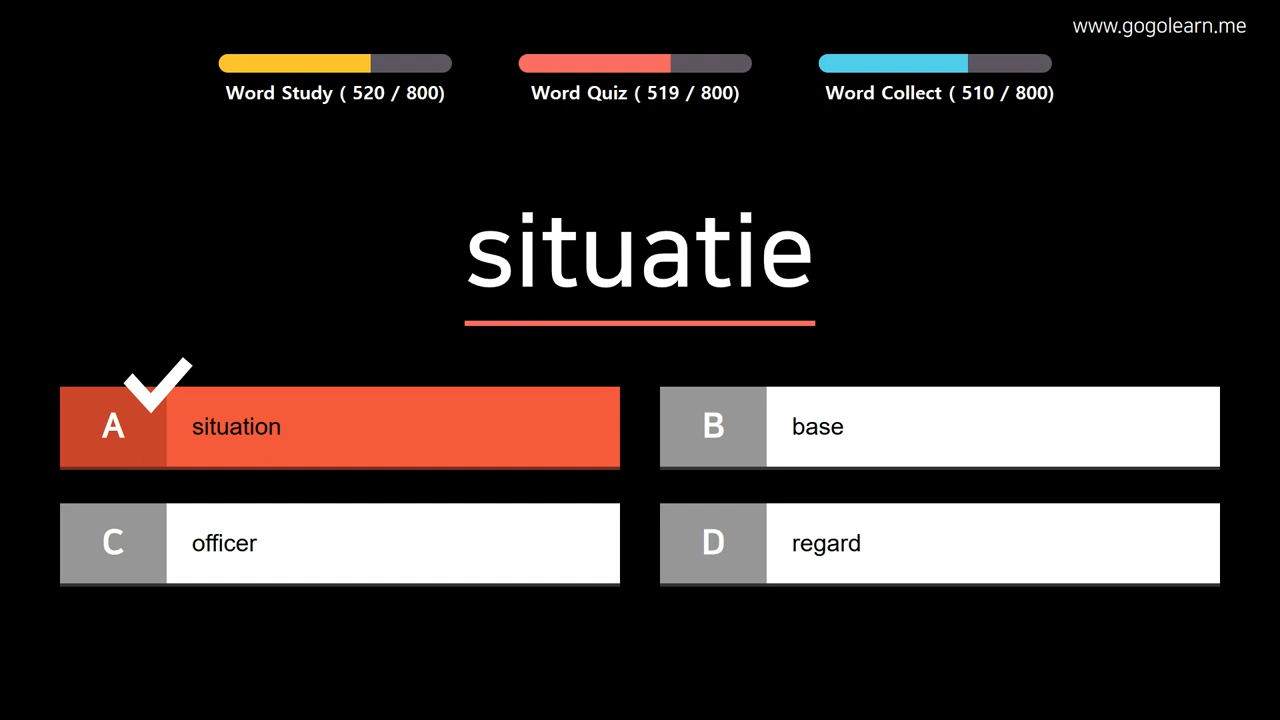 www.gogolearn.me
Word Study ( 520 / 800)
Word Quiz ( 519 / 800)
Word Collect ( 510 / 800)
situatie
A situation
B base
C officer
D regard